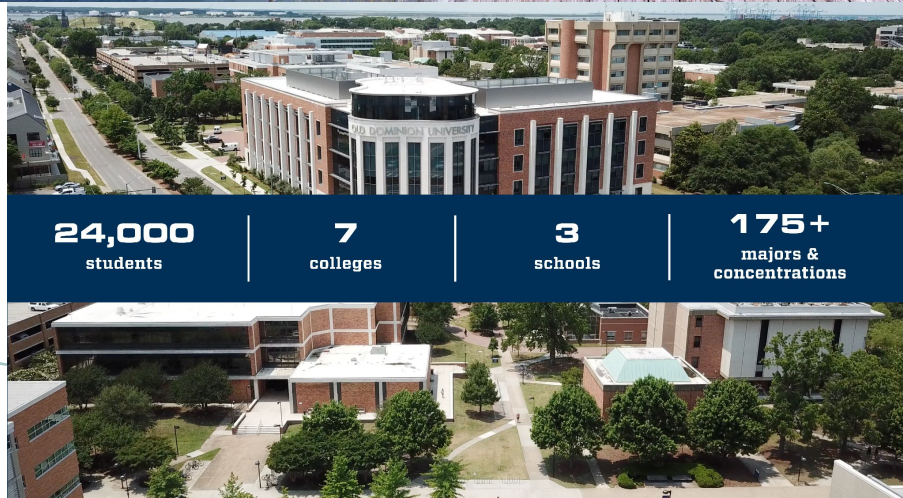 OLD DOMINION UNIVERSITY
24,000
students
7
colleges
3
schools
175+
majors &
concentrations